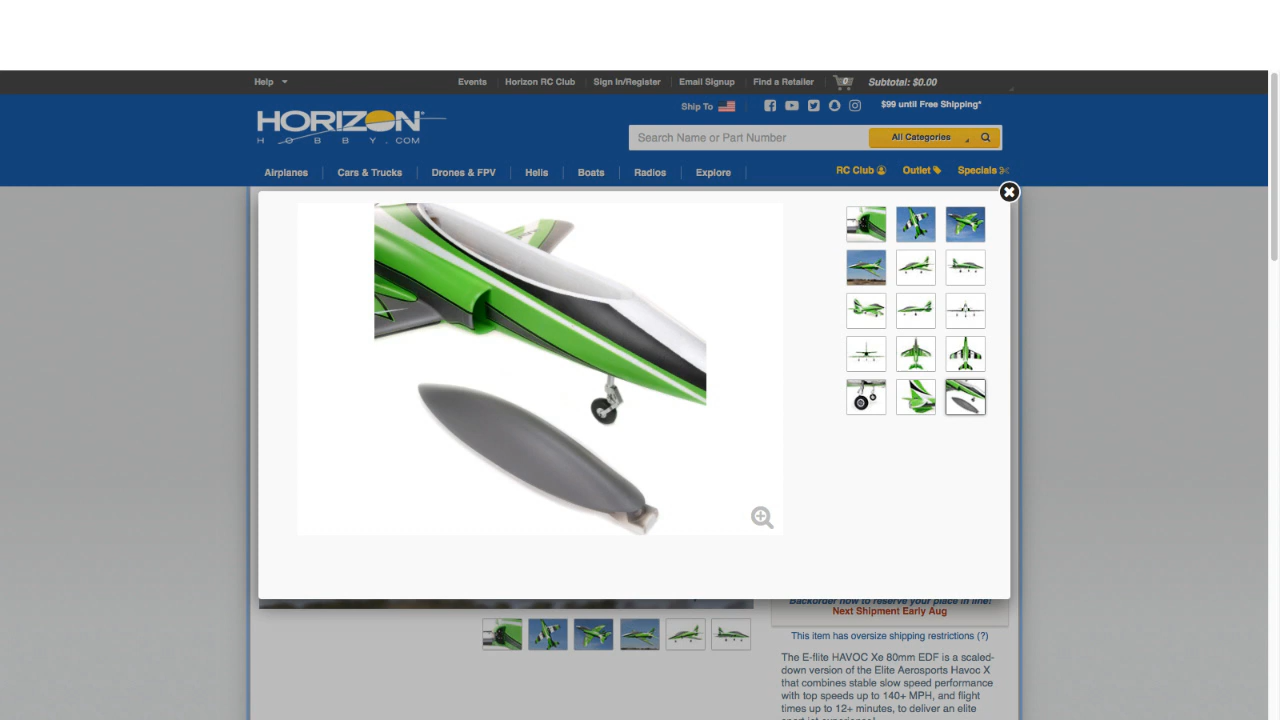 Help
Events
Horizon RC Club
Sign In/Register
Email Signup
Find a Retailer
0
Subtotal: $0.00
Ship To
$99 until Free Shipping*
HORIZON
HOBBY.COM
Search Name or Part Number
All Categories
Airplanes
Cars & Trucks
Drones & FPV
Helis
Boats
Radios
Explore
RC Club
Outlet
Specials
Backorder now to reserve your place in line!
Next Shipment Early Aug
This item has oversize shipping restrictions (?)
The E-flite HAVOC Xe 80mm EDF is a scaled-
down version of the Elite Aerosports Havoc X
that combines stable slow speed performance
with top speeds up to 140+ MPH, and flight
times up to 12+ minutes, to deliver an elite
sport jet experience!